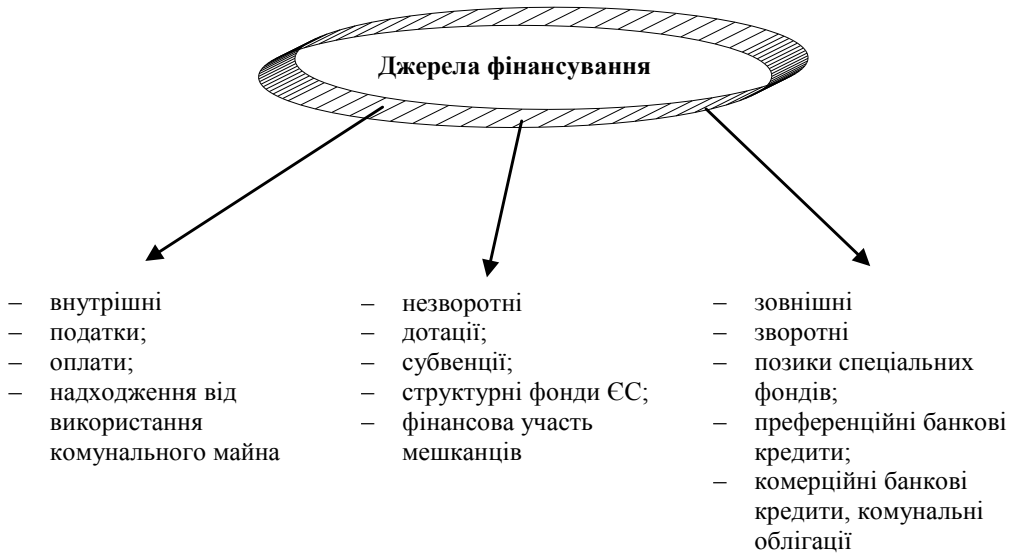 Джерела фінансування
– внутрішні
– податки;
– оплати;
– надходження від
використання
комунального майна
– незворотні
– дотації;
– субвенції;
– структурні фонди ЄС;
– фінансова участь
мешканців
– зовнішні
– зворотні
– позики спеціальних
фондів;
– преференційні банкові
кредити;
– комерційні банкові
кредити, комунальні
облігації